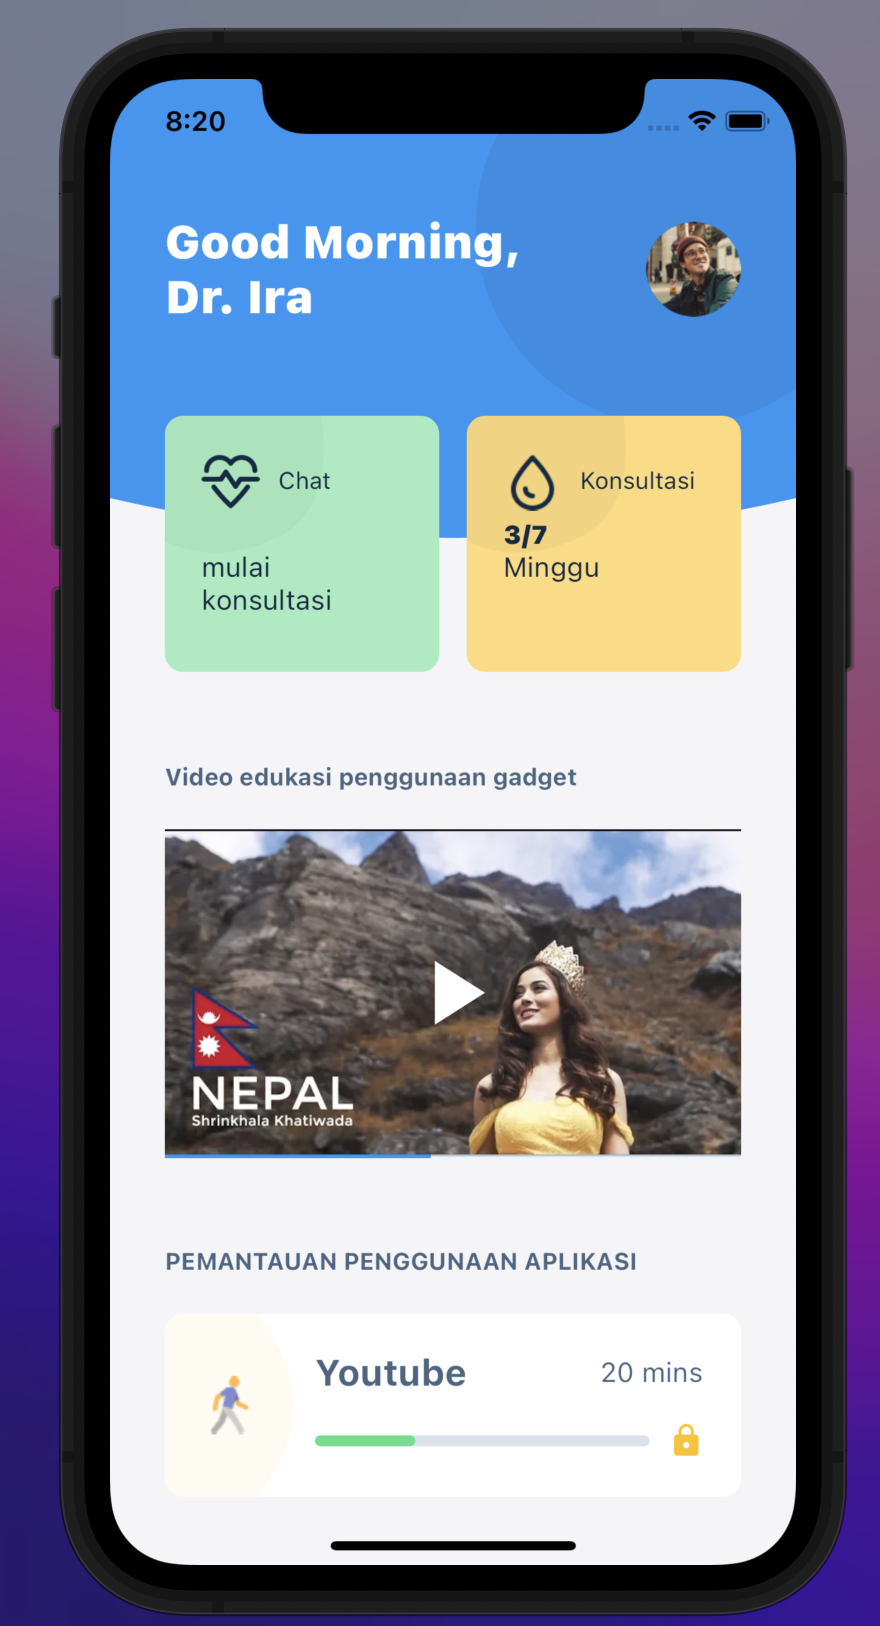 8:20
Good Morning,
Dr. Ira
Chat
mulai
konsultasi
Konsultasi
3/7
Minggu
Video edukasi penggunaan gadget
NEPAL
Shrinkhala Khatiwada
PEMANTAUAN PENGGUNAAN APLIKASI
Youtube
20 mins